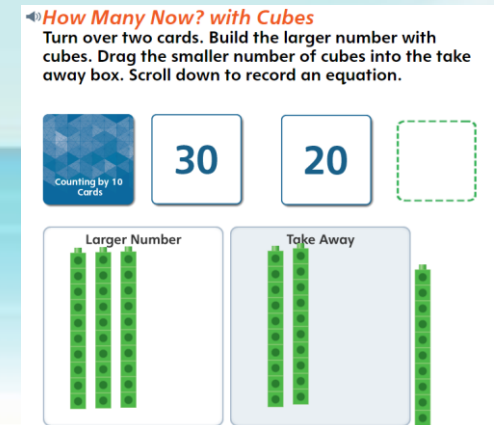 How Many Now? with Cubes
Turn over two cards. Build the larger number with
cubes. Drag the smaller number of cubes into the take
away box. Scroll down to record an equation.
Counting by 10
Cards
30
20
Larger Number
Take Away